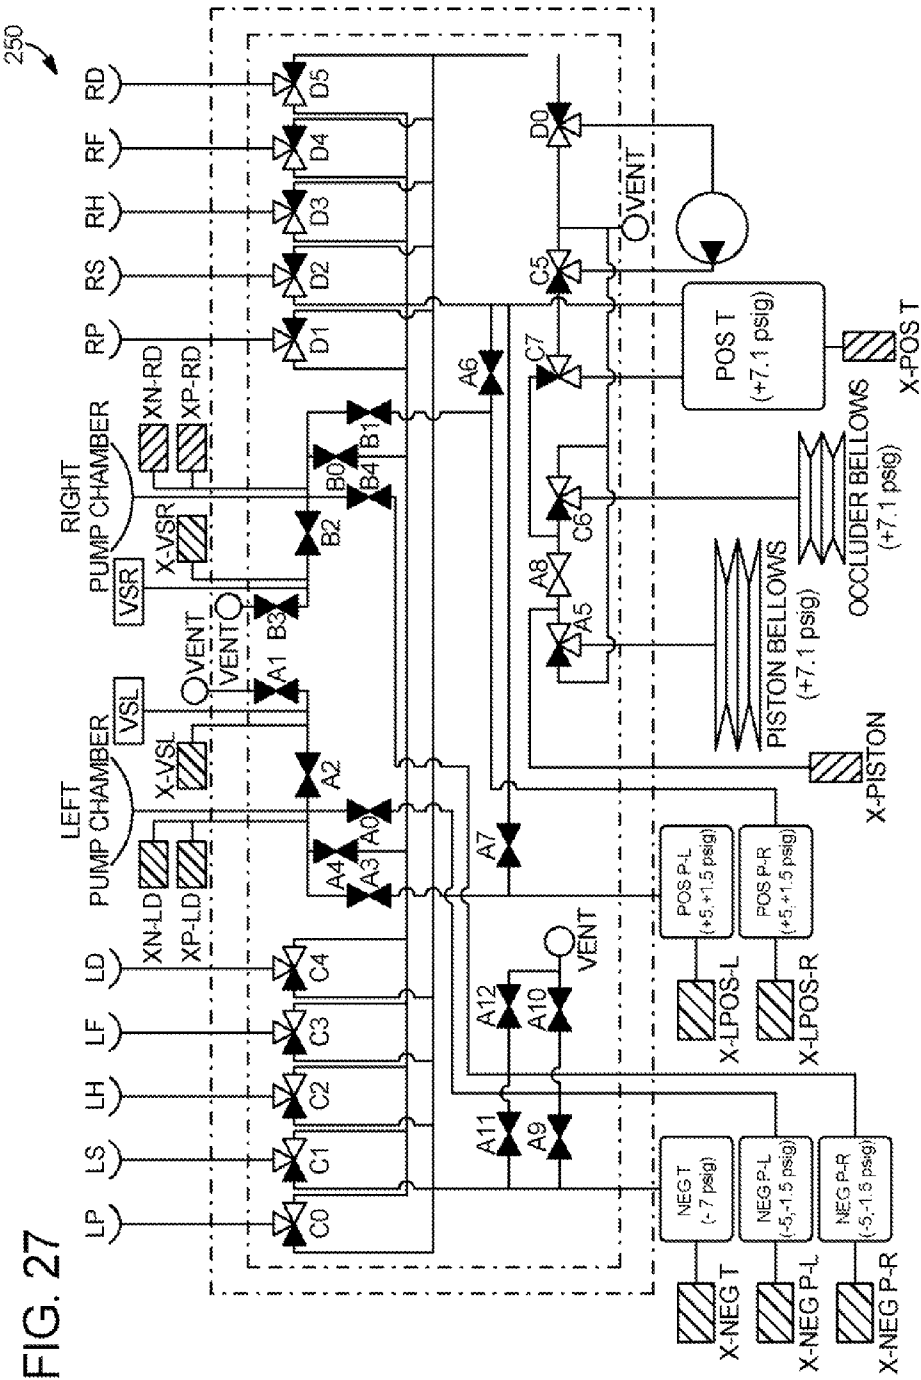 FIG. 27
250
LP
LS
LH
LF
LD
LEFT
PUMP CHAMBER
RIGHT
PUMP CHAMBER
RP
RS
RH
RF
RD
XN-LD
XP-LD
X-VSL
VSL
VENT
VENT
VSR
X-VSR
XN-RD
XP-RD
C0
C1
C2
C3
C4
A4
A3
A0
A2
A1
B3
B2
B0
B4
B1
D1
D2
D3
D4
D5
A11
A12
A9
A10
VENT
A7
A6
A5
A8
C6
C7
C5
D0
VENT
NEG T
(- 7 psig)
NEG P-L
(-5,-1.5 psig)
NEG P-R
(-5,-1.5 psig)
X-NEG T
X-NEG P-L
X-NEG P-R
POS P-L
(+5,+1.5 psig)
POS P-R
(+5,+1.5 psig)
X-LPOS-L
X-LPOS-R
X-PISTON
PISTON BELLOWS
(+7.1 psig)
OCCLUDER BELLOWS
(+7.1 psig)
POS T
(+7.1 psig)
X-POS T